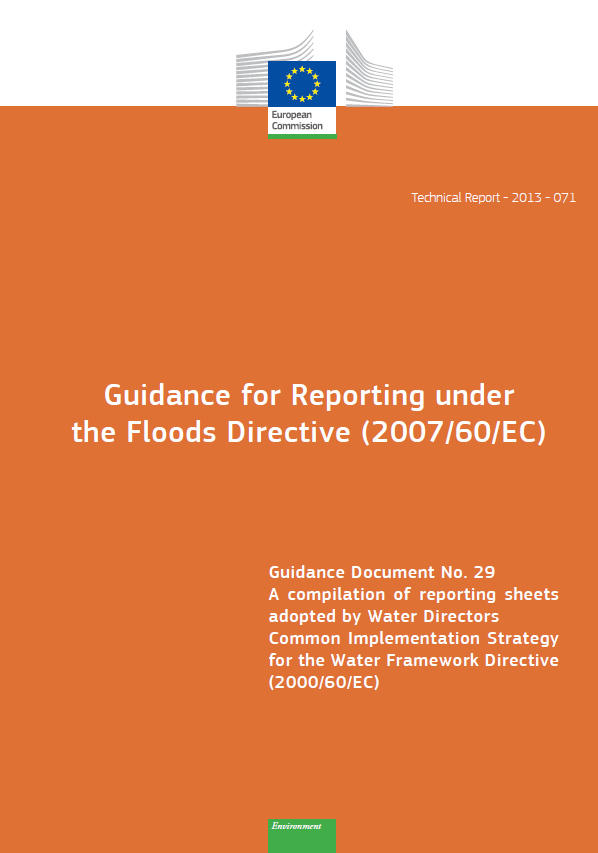 European
Commission
Technical Report - 2013 - 071
Guidance for Reporting under
the Floods Directive (2007/60/EC)
Guidance Document No. 29
A compilation of reporting sheets
adopted by Water Directors
Common Implementation Strategy
for the Water Framework Directive
(2000/60/EC)
Environment